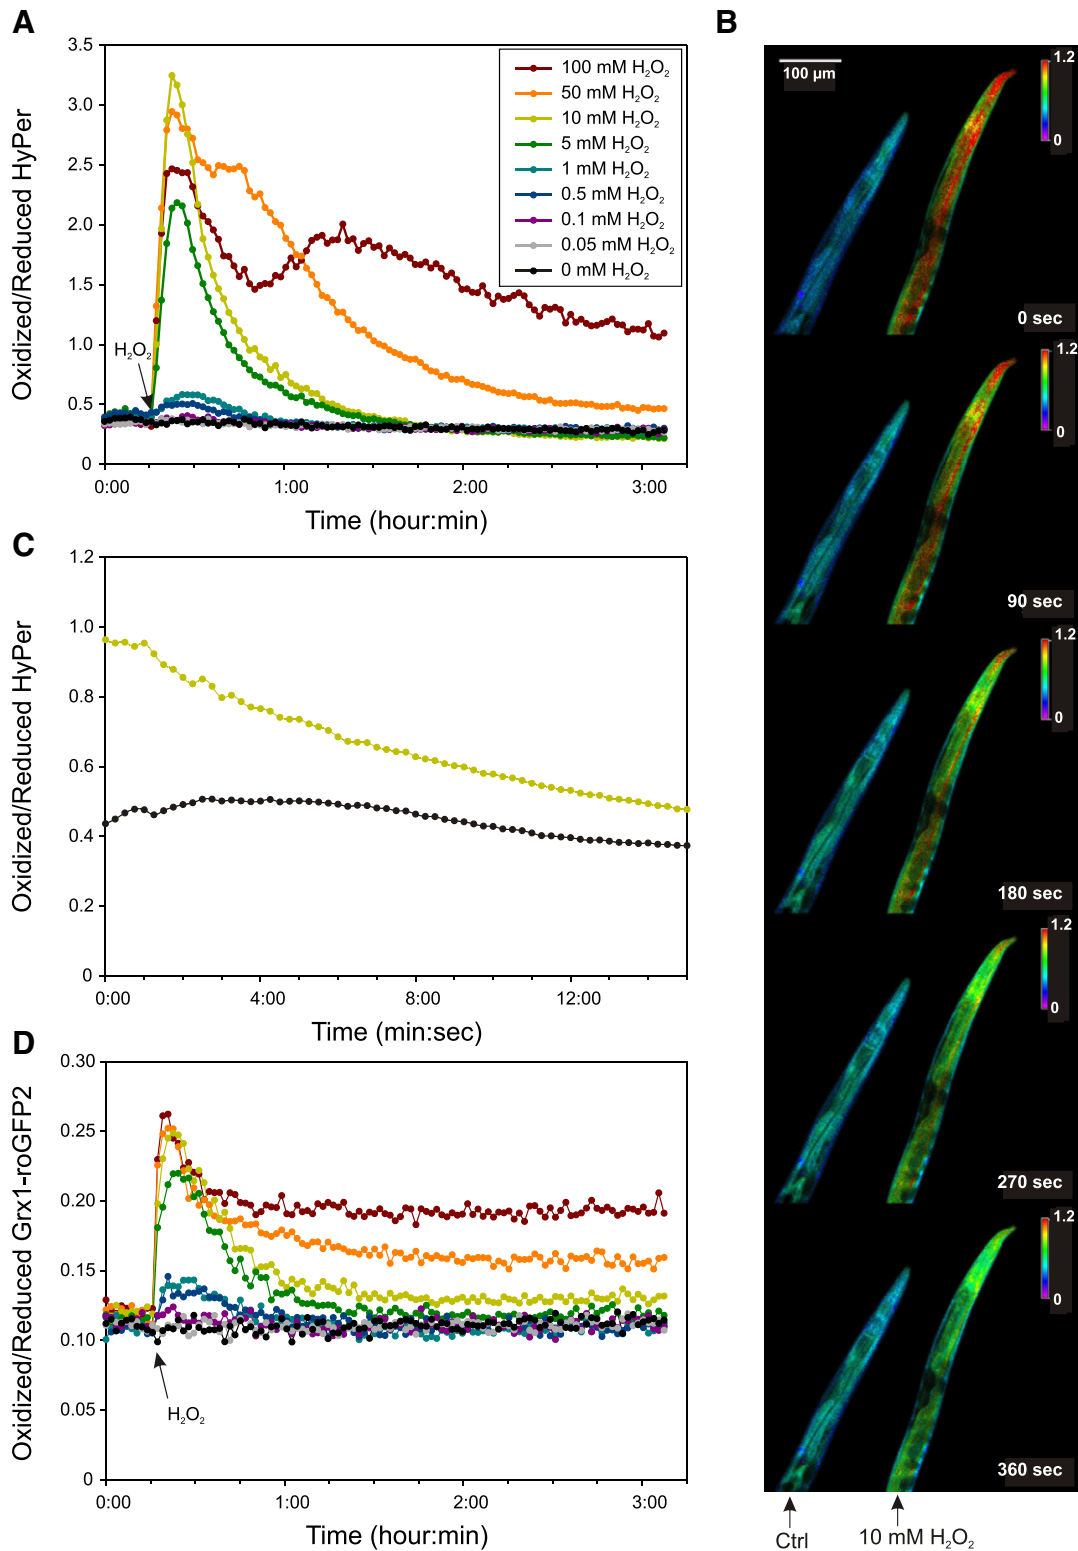 A
3.5
3.0
2.5
2.0
1.5
1.0
0.5
0
Oxidized/Reduced HyPer
H₂O₂
100 mM H₂O₂
50 mM H₂O₂
10 mM H₂O₂
5 mM H₂O₂
1 mM H₂O₂
0.5 mM H₂O₂
0.1 mM H₂O₂
0.05 mM H₂O₂
0 mM H₂O₂
0:00 1:00 2:00 3:00
Time (hour:min)
B
100 µm
1.2
0
0 sec
1.2
0
90 sec
1.2
0
180 sec
1.2
0
270 sec
1.2
0
360 sec
Ctrl
10 mM H₂O₂
C
1.2
1.0
0.8
0.6
0.4
0.2
0
Oxidized/Reduced HyPer
0:00 4:00 8:00 12:00
Time (min:sec)
D
0.30
0.25
0.20
0.15
0.10
0.05
0
Oxidized/Reduced Grx1-roGFP2
H₂O₂
0:00 1:00 2:00 3:00
Time (hour:min)